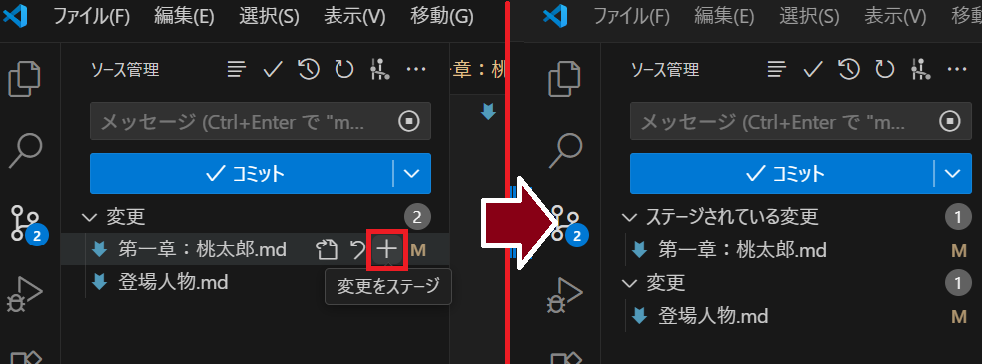 ファイル(F) 編集(E) 選択(S) 表示(V) 移動(G)
ソース管理
章：桃
メッセージ (Ctrl+Enter で "m...
コミット
変更 2
第一章：桃太郎.md M
登場人物.md
変更をステージ
2
ファイル(F) 編集(E) 選択(S) 表示(V) 移動
ソース管理
メッセージ (Ctrl+Enter で "m...
コミット
ステージされている変更 1
第一章：桃太郎.md M
変更 1
登場人物.md M
2